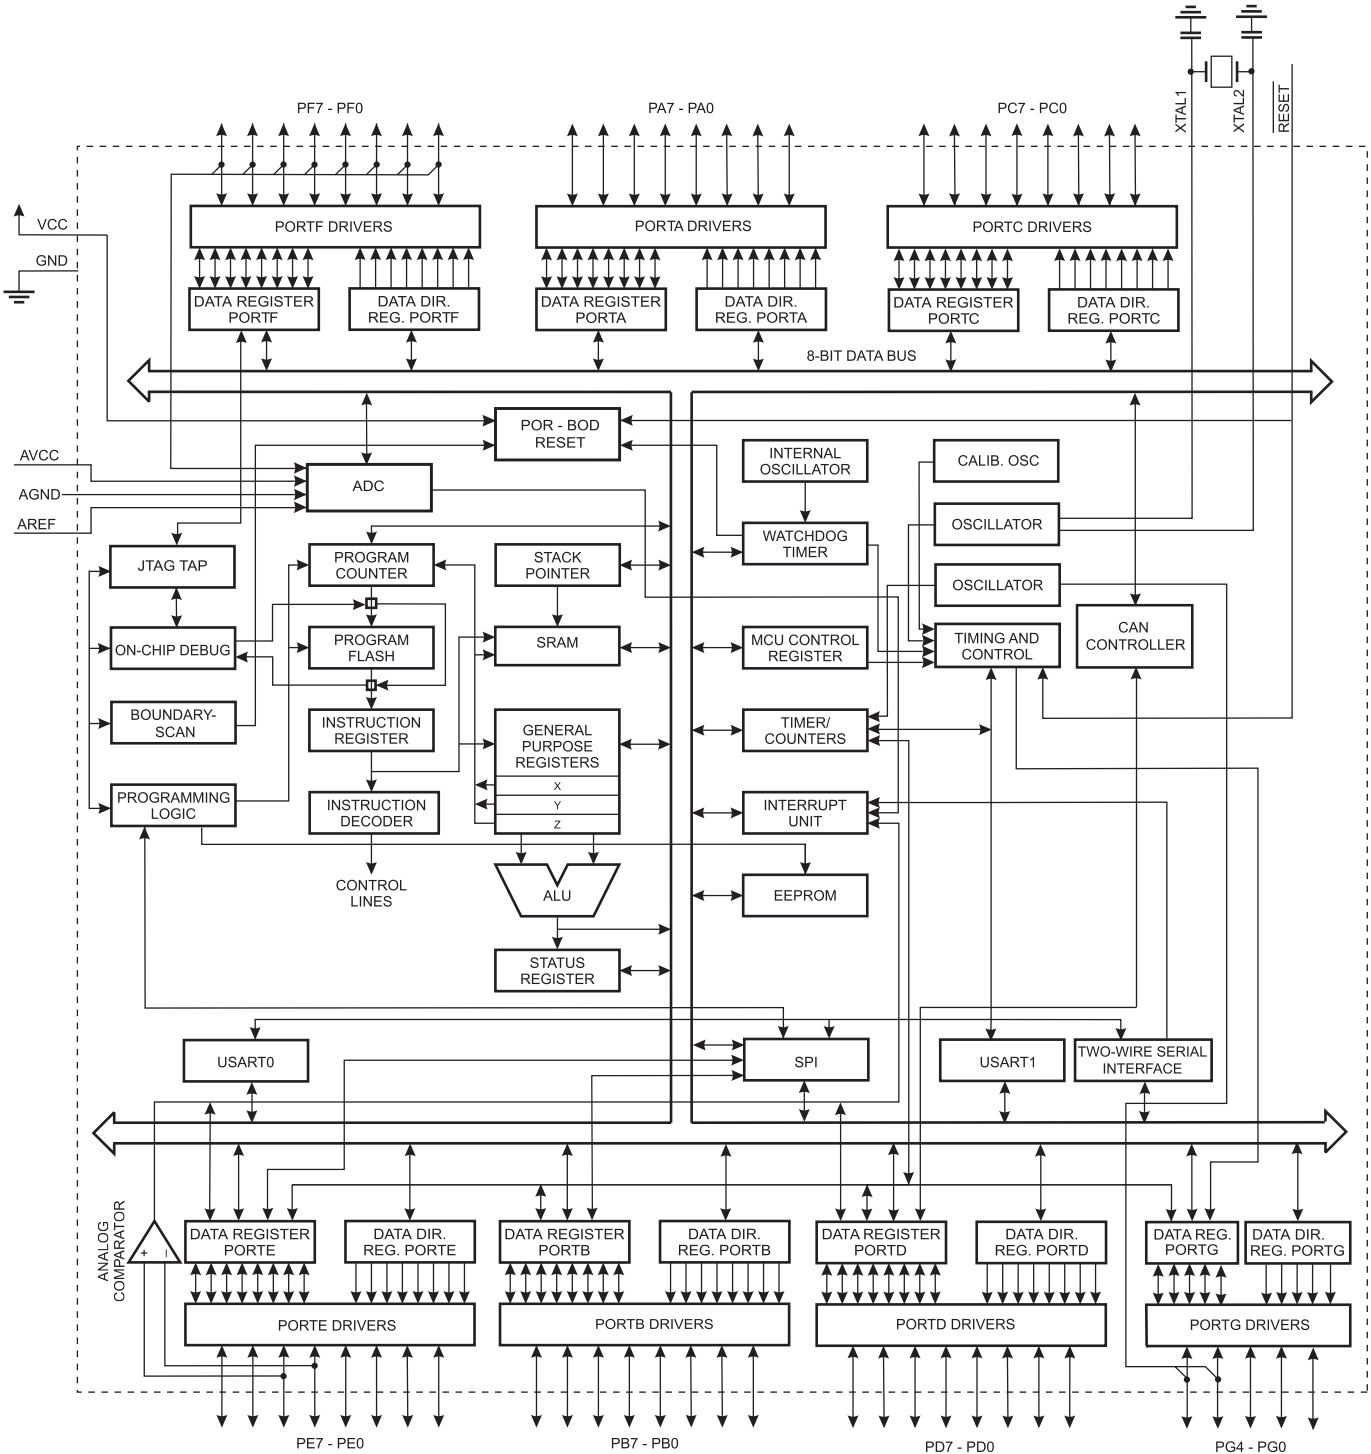 XTAL1
XTAL2
RESET
PF7 - PF0
PA7 - PA0
PC7 - PC0
VCC
GND
PORTF DRIVERS
PORTA DRIVERS
PORTC DRIVERS
DATA REGISTER
PORTF
DATA DIR.
REG. PORTF
DATA REGISTER
PORTA
DATA DIR.
REG. PORTA
DATA REGISTER
PORTC
DATA DIR.
REG. PORTC
8-BIT DATA BUS
POR - BOD
RESET
INTERNAL
OSCILLATOR
CALIB. OSC
AVCC
AGND
AREF
ADC
OSCILLATOR
WATCHDOG
TIMER
JTAG TAP
PROGRAM
COUNTER
STACK
POINTER
OSCILLATOR
ON-CHIP DEBUG
PROGRAM
FLASH
SRAM
MCU CONTROL
REGISTER
TIMING AND
CONTROL
CAN
CONTROLLER
BOUNDARY-
SCAN
INSTRUCTION
REGISTER
GENERAL
PURPOSE
REGISTERS
X
Y
Z
TIMER/
COUNTERS
PROGRAMMING
LOGIC
INSTRUCTION
DECODER
INTERRUPT
UNIT
CONTROL
LINES
ALU
EEPROM
STATUS
REGISTER
USART0
SPI
USART1
TWO-WIRE SERIAL
INTERFACE
ANALOG
COMPARATOR
+
–
DATA REGISTER
PORTE
DATA DIR.
REG. PORTE
DATA REGISTER
PORTB
DATA DIR.
REG. PORTB
DATA REGISTER
PORTD
DATA DIR.
REG. PORTD
DATA REG.
PORTG
DATA DIR.
REG. PORTG
PORTE DRIVERS
PORTB DRIVERS
PORTD DRIVERS
PORTG DRIVERS
PE7 - PE0
PB7 - PB0
PD7 - PD0
PG4 - PG0